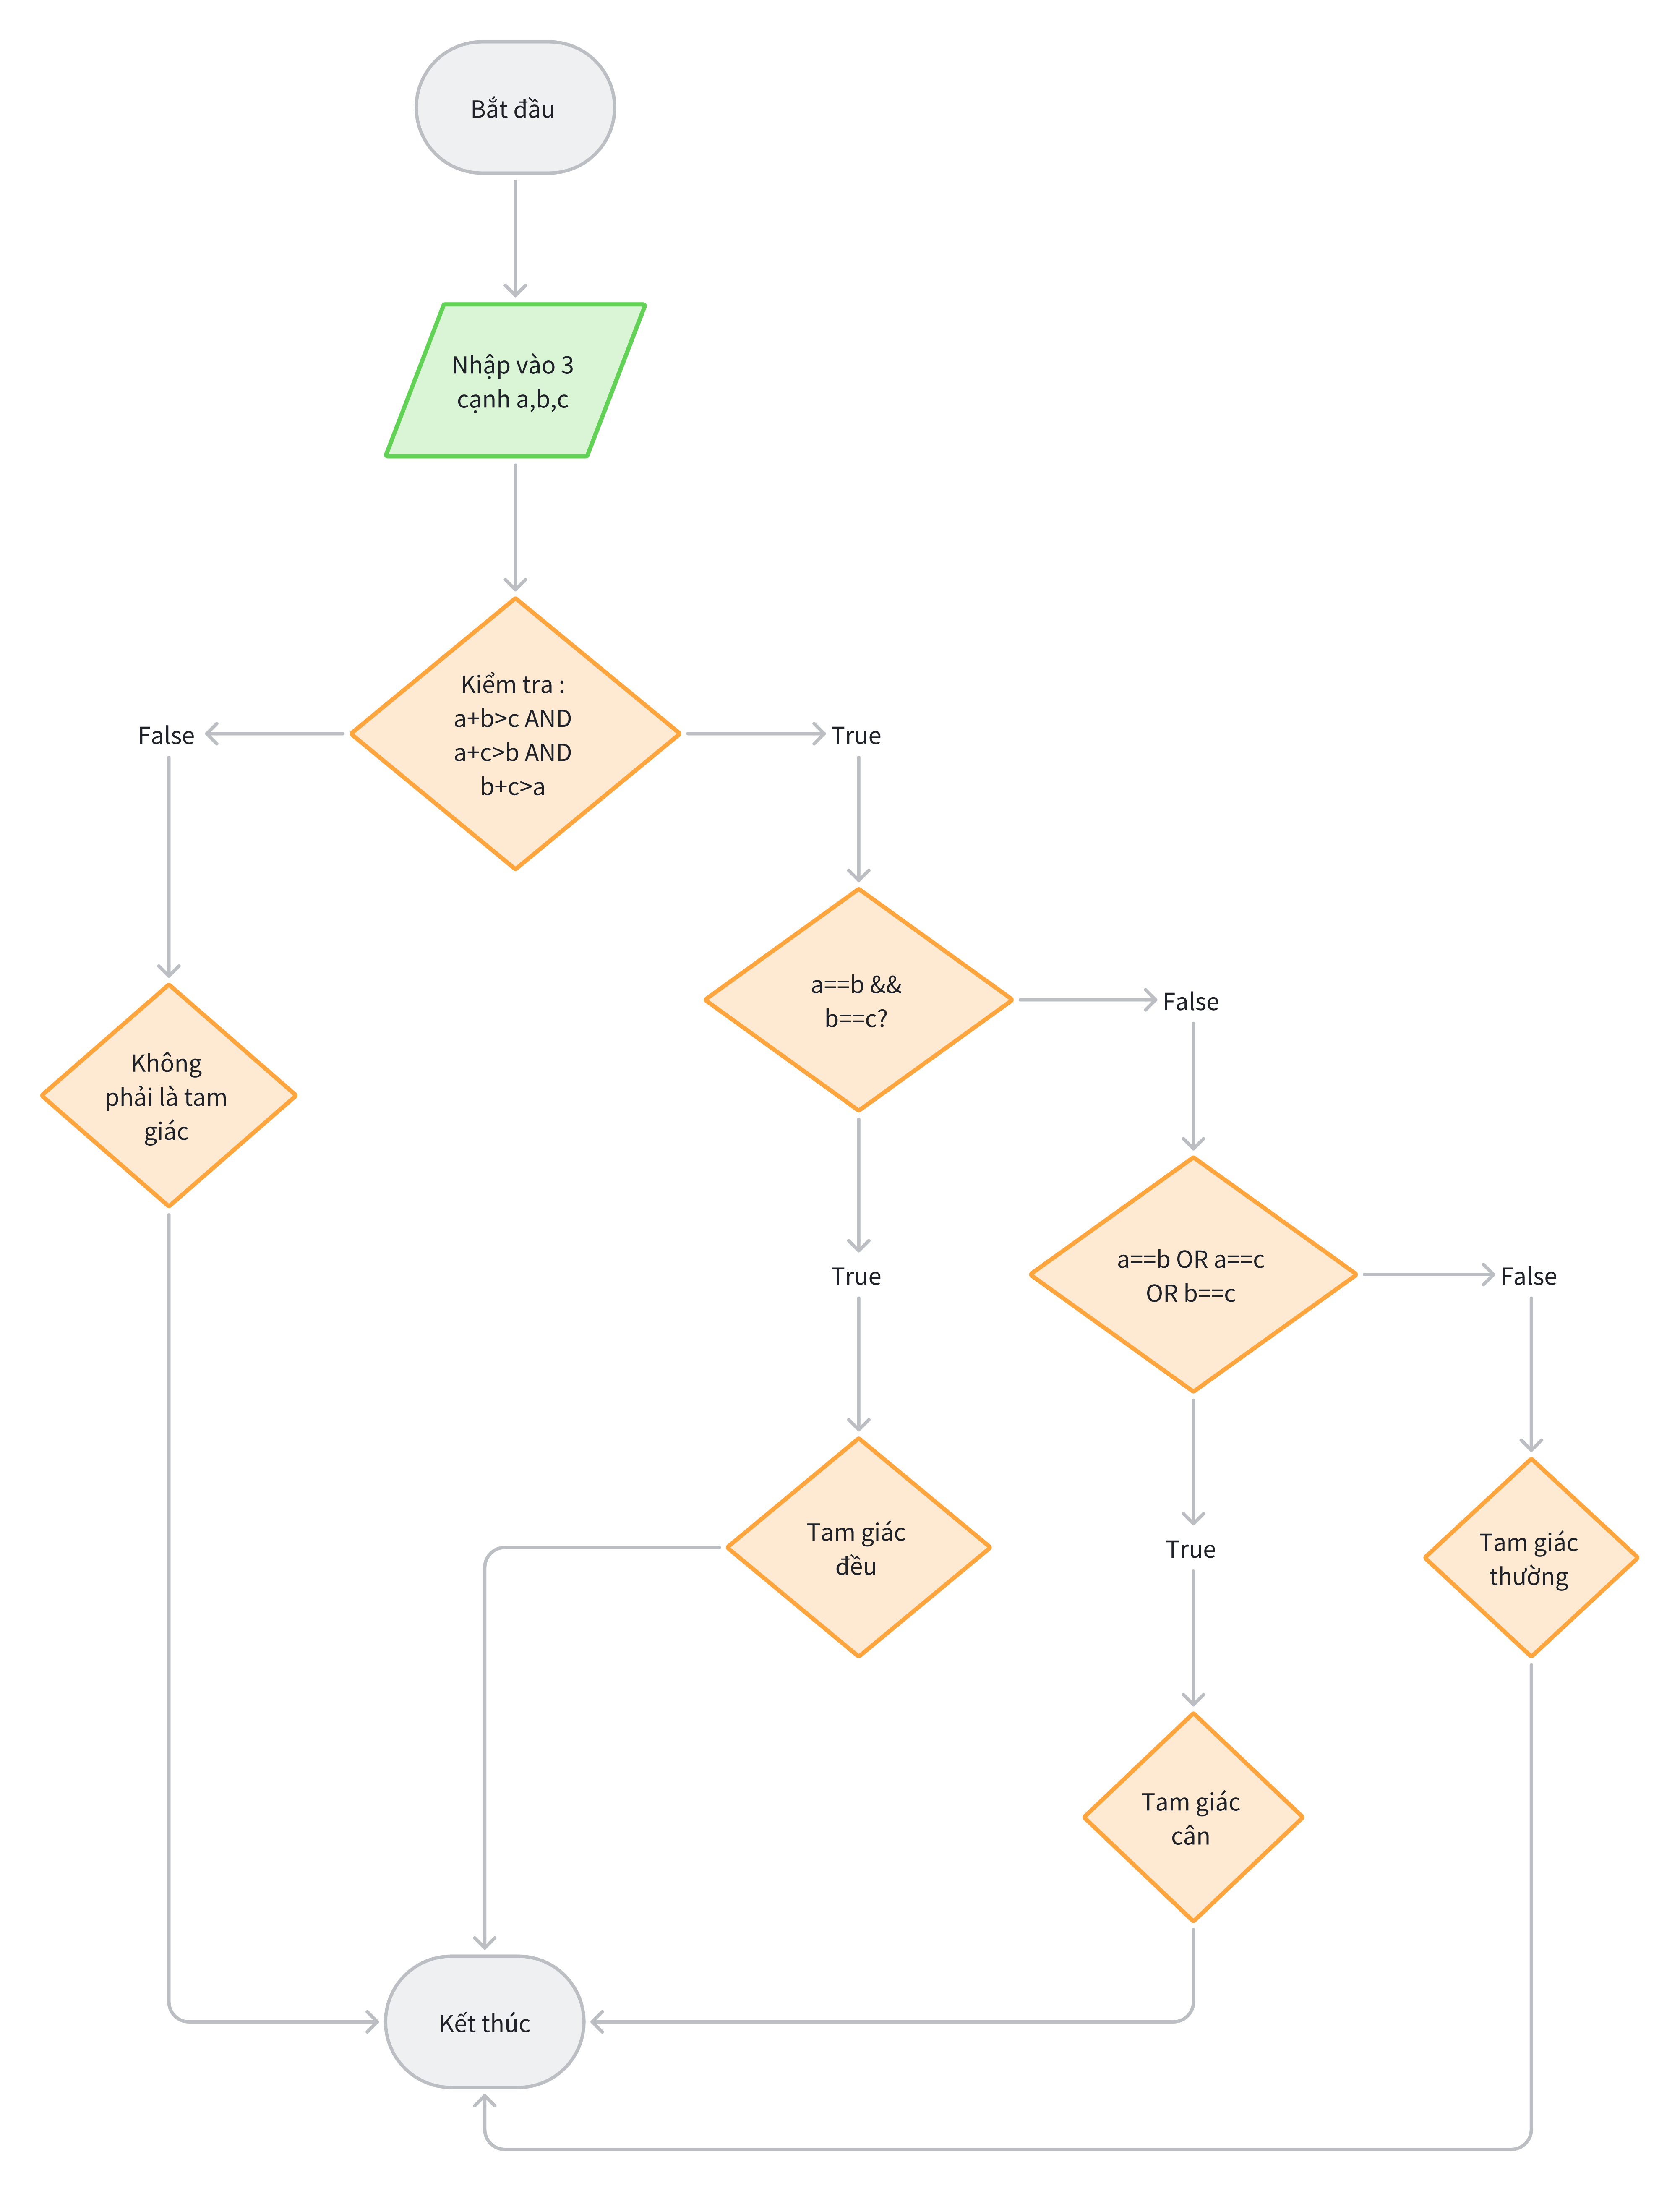 Bắt đầu
Nhập vào 3
cạnh a,b,c
Kiểm tra :
a+b>c AND
a+c>b AND
b+c>a
False
True
a==b &&
b==c?
False
Không
phải là tam
giác
a==b OR a==c
OR b==c
True
False
Tam giác
đều
True
Tam giác
thường
Tam giác
cân
Kết thúc